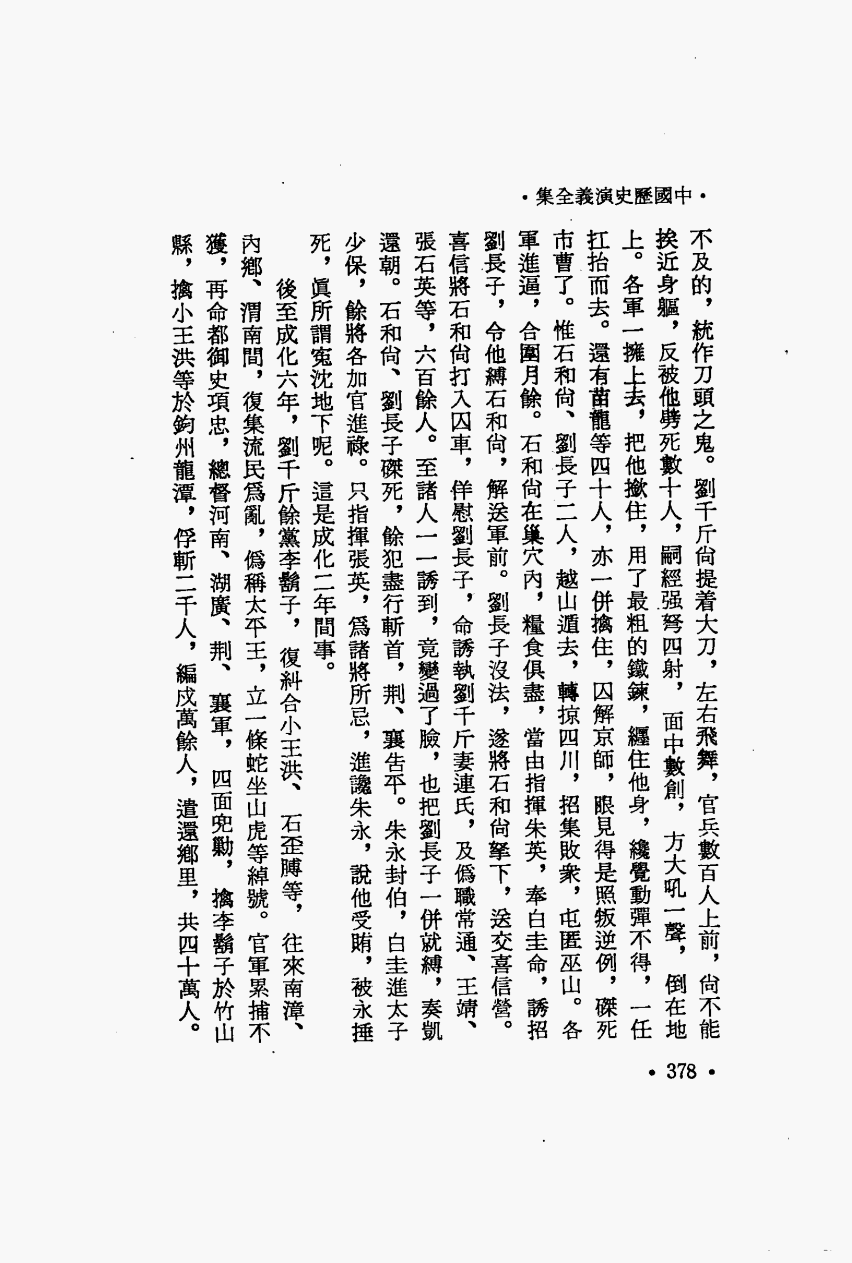 ・中國歷史演義全集・
不及的，統作刀頭之鬼。劉千斤尙提着大刀，左右飛舞，官兵數百人上前，尙不能
挨近身軀，反被他劈死數十人，嗣經强弩四射，面中數創，方大吼一聲，倒在地
上。各軍一擁上去，把他撳住，用了最粗的鐵鍊，纒住他身，纔覺動彈不得，一任
扛抬而去。還有苗龍等四十人，亦一併擒住，囚解京師，眼見得是照叛逆例，磔死
市曹了。惟石和尙、劉長子二人，越山遁去，轉掠四川，招集敗衆，屯匿巫山。各
軍進逼，合圍月餘。石和尙在巢穴內，糧食俱盡，當由指揮朱英，奉白圭命，誘招
劉長子，令他縛石和尙，解送軍前。劉長子沒法，遂將石和尙拏下，送交喜信營。
喜信將石和尙打入囚車，佯慰劉長子，命誘執劉千斤妻連氏，及僞職常通、王靖、
張石英等，六百餘人。至諸人一一誘到，竟變過了臉，也把劉長子一併就縛，奏凱
還朝。石和尙、劉長子磔死，餘犯盡行斬首，荆、襄告平。朱永封伯，白圭進太子
少保，餘將各加官進祿。只指揮張英，爲諸將所忌，進讒朱永，說他受賄，被永捶
死，眞所謂寃沈地下呢。這是成化二年間事。
後至成化六年，劉千斤餘黨李鬍子，復糾合小王洪、石歪膊等，往來南漳、
內鄉、渭南間，復集流民爲亂，僞稱太平王，立一條蛇坐山虎等綽號。官軍累捕不
獲，再命都御史項忠，總督河南、湖廣、荆、襄軍，四面兜勦，擒李鬍子於竹山
縣，擒小王洪等於鈞州龍潭，俘斬二千人，編戍萬餘人，遣還鄉里，共四十萬人。
・378・